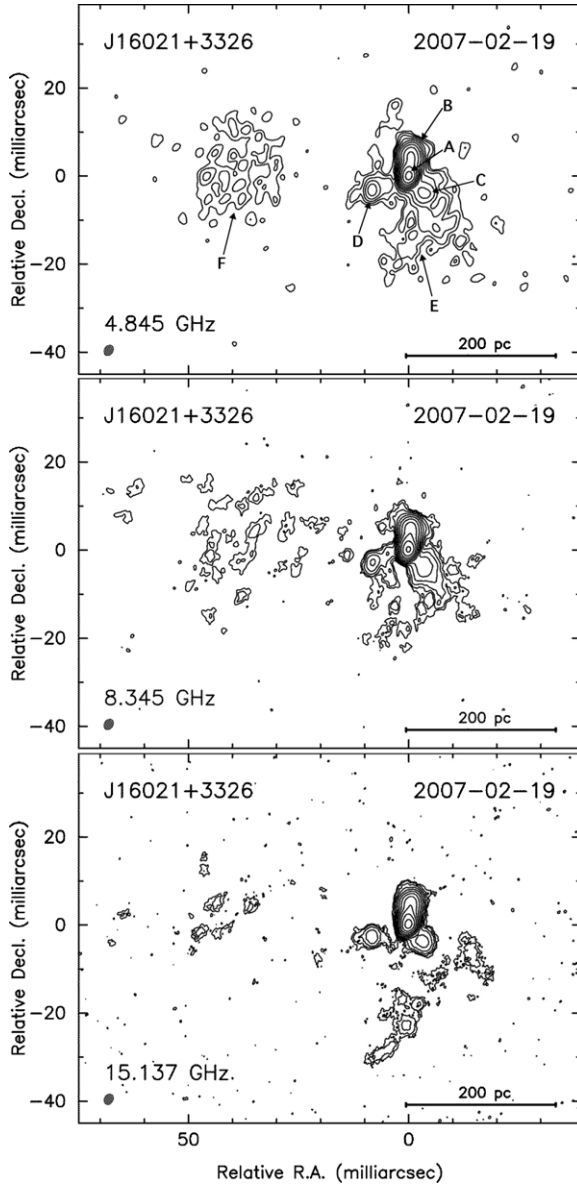 J16021+3326 2007-02-19
20
B
A
0
C
D
F
E
-20
4.845 GHz
200 pc
-40
Relative Decl. (milliarcsec)
J16021+3326 2007-02-19
20
0
-20
8.345 GHz
200 pc
-40
Relative Decl. (milliarcsec)
J16021+3326 2007-02-19
20
0
-20
15.137 GHz.
200 pc
-40
Relative Decl. (milliarcsec)
50 0
Relative R.A. (milliarcsec)